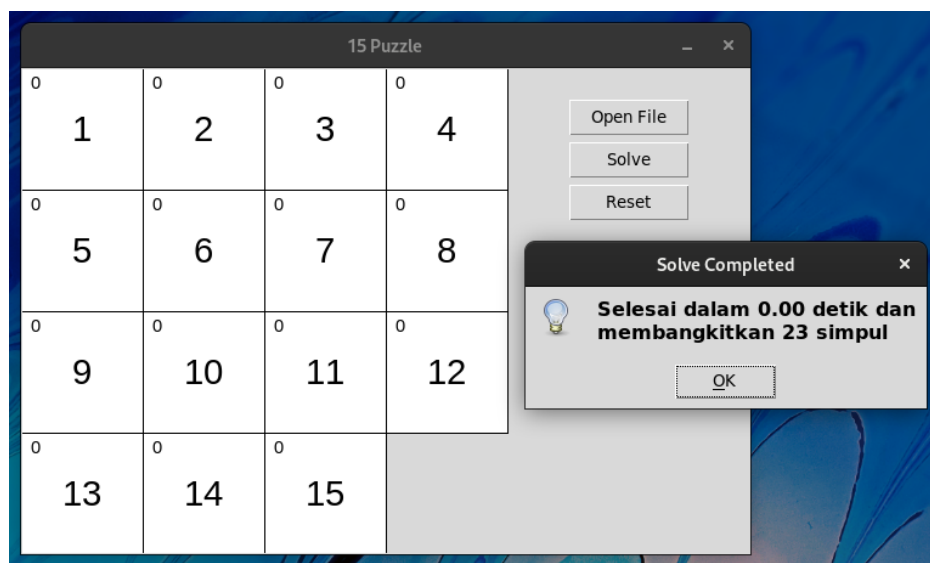 15 Puzzle
0 0 0 0
1 2 3 4
Open File
Solve
Reset
0 0 0 0
5 6 7 8
0 0 0 0
9 10 11 12
0 0 0
13 14 15
Solve Completed
Selesai dalam 0.00 detik dan
membangkitkan 23 simpul
OK